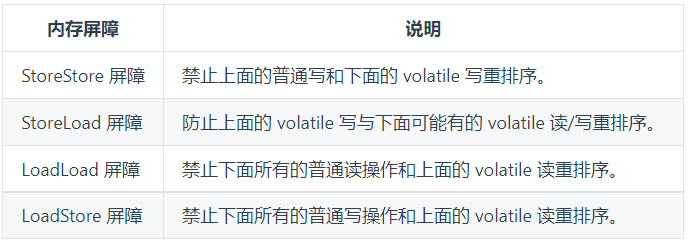 内存屏障 说明
StoreStore 屏障 禁止上面的普通写和下面的 volatile 写重排序。
StoreLoad 屏障 防止上面的 volatile 写与下面可能有的 volatile 读/写重排序。
LoadLoad 屏障 禁止下面所有的普通读操作和上面的 volatile 读重排序。
LoadStore 屏障 禁止下面所有的普通写操作和上面的 volatile 读重排序。